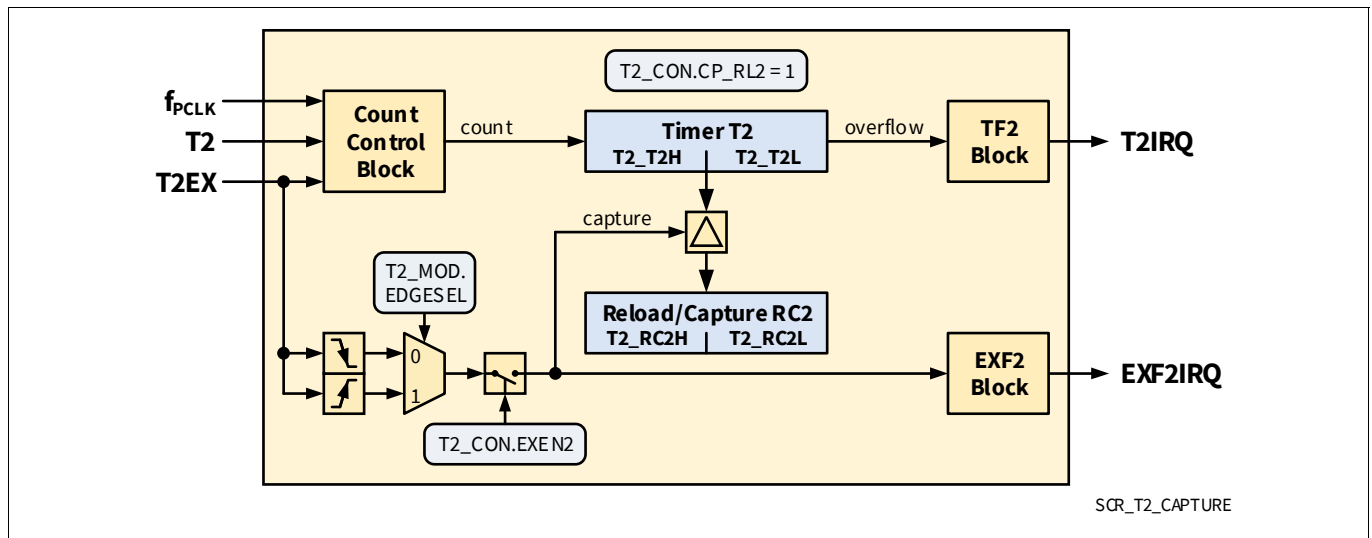 T2_CON.CP_RL2 = 1
fPCLK
T2
T2EX
Count
Control
Block
count
Timer T2
T2_T2H
T2_T2L
overflow
TF2
Block
T2IRQ
capture
T2_MOD.
EDGESEL
Reload/Capture RC2
T2_RC2H
T2_RC2L
0
1
EXF2
Block
EXF2IRQ
T2_CON.EXEN2
SCR_T2_CAPTURE